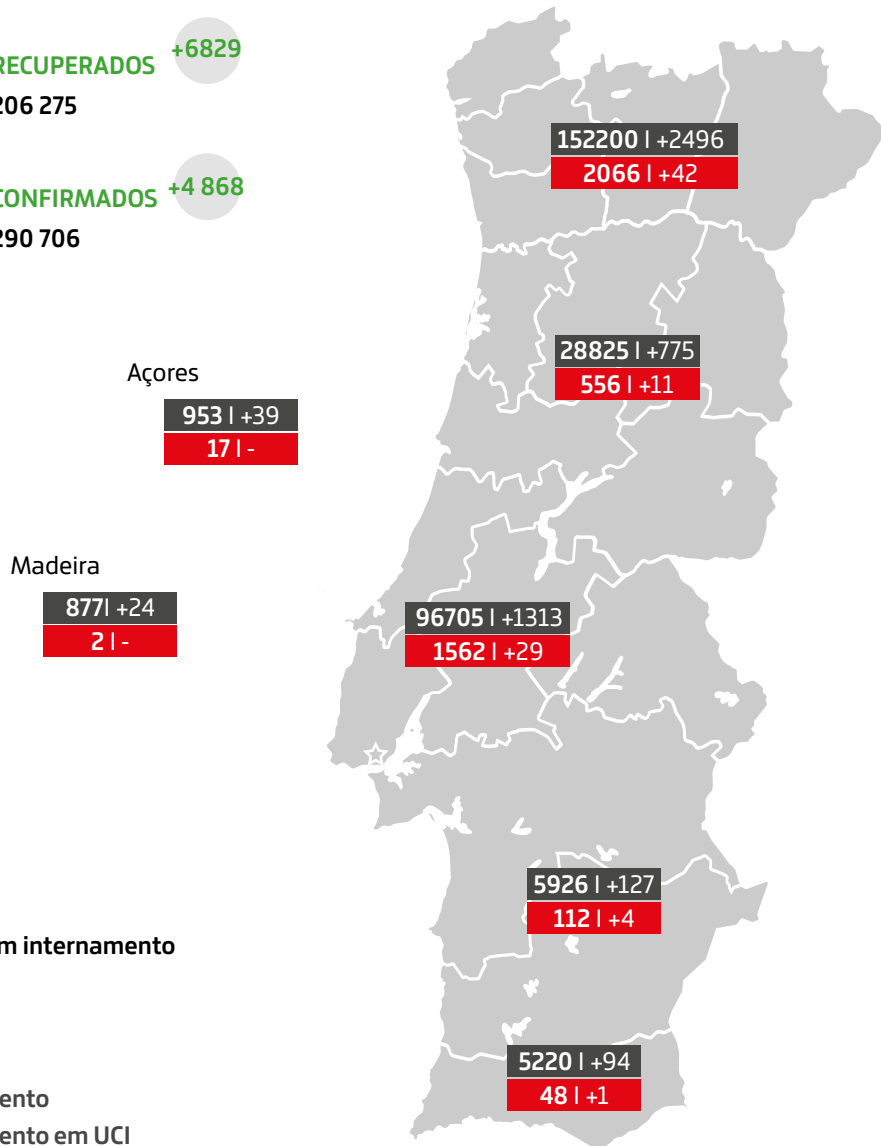 +6829
RECUPERADOS
206 275
+4 868
CONFIRMADOS
290 706
152200 | +2496
2066 | +42
28825 | +775
556 | +11
Açores
953 | +39
17 | -
Madeira
877| +24
2 | -
96705 | +1313
1562 | +29
5926 | +127
112 | +4
m internamento
5220 | +94
48 | +1
ento
ento em UCI